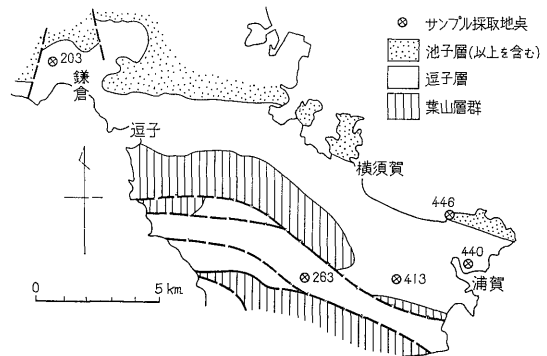 サンプル採取地点
池子層(以上を含む)
逗子層
葉山層群
203
鎌倉
逗子
横須賀
446
440
浦賀
413
263
0 5 km